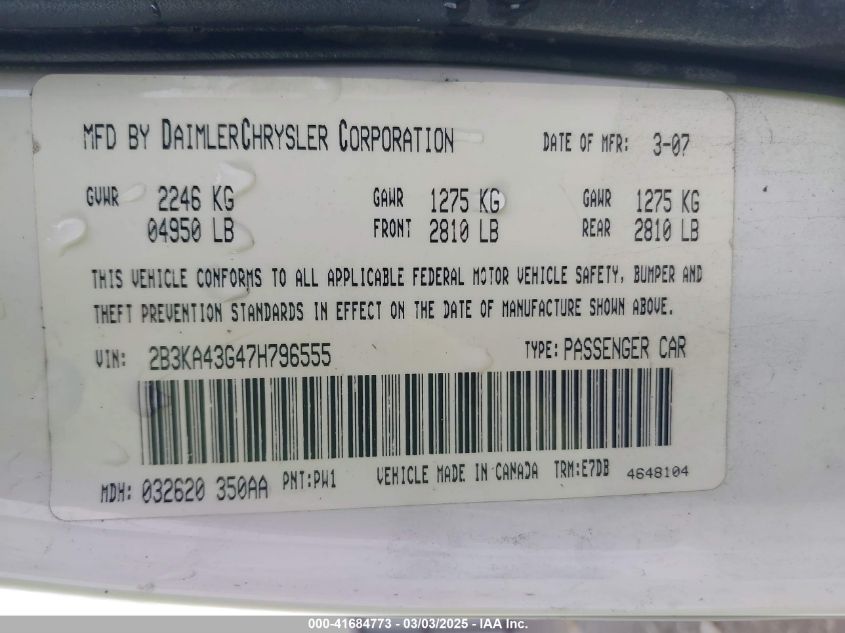 MFD BY DAIMLERCHRYSLER CORPORATION DATE OF MFR: 3-07
GVWR 2246 KG GAWR 1275 KG GAWR 1275 KG
04950 LB FRONT 2810 LB REAR 2810 LB
THIS VEHICLE CONFORMS TO ALL APPLICABLE FEDERAL MOTOR VEHICLE SAFETY, BUMPER AND
THEFT PREVENTION STANDARDS IN EFFECT ON THE DATE OF MANUFACTURE SHOWN ABOVE.
VIN: 2B3KA43G47H796555 TYPE: PASSENGER CAR
MDH: 032620 350AA PNT:PW1 VEHICLE MADE IN CANADA TRM:E7DB 4648104
000-41684773 - 03/03/2025 - IAA Inc.